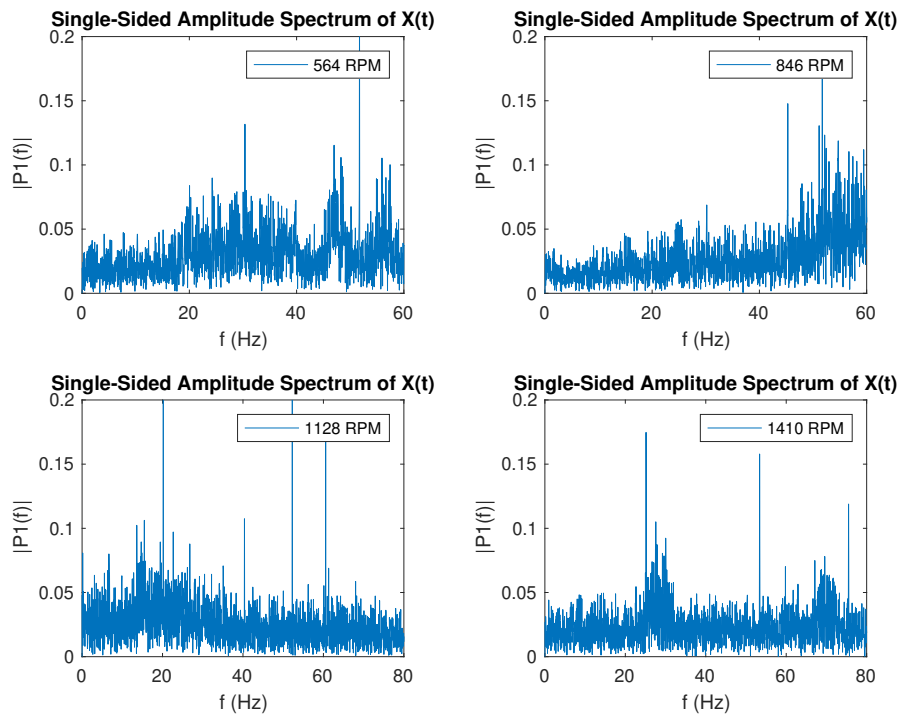 Single-Sided Amplitude Spectrum of X(t)
0.2
0.15
0.1
0.05
0
|P1(f)|
564 RPM
0
20
40
60
f (Hz)
Single-Sided Amplitude Spectrum of X(t)
0.2
0.15
0.1
0.05
0
|P1(f)|
846 RPM
0
20
40
60
f (Hz)
Single-Sided Amplitude Spectrum of X(t)
0.2
0.15
0.1
0.05
0
|P1(f)|
1128 RPM
0
20
40
60
80
f (Hz)
Single-Sided Amplitude Spectrum of X(t)
0.2
0.15
0.1
0.05
0
|P1(f)|
1410 RPM
0
20
40
60
80
f (Hz)